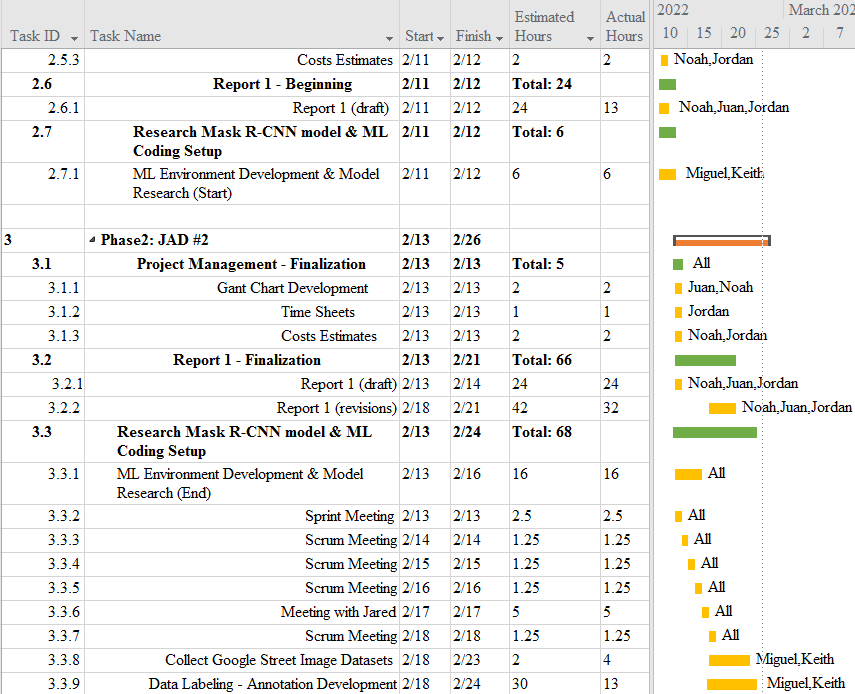 2022 March 202
Task ID Task Name Start Finish Estimated Hours Actual Hours 10 15 20 25 2 7
2.5.3 Costs Estimates 2/11 2/12 2 2 Noah,Jordan
2.6 Report 1 - Beginning 2/11 2/12 Total: 24
2.6.1 Report 1 (draft) 2/11 2/12 24 13 Noah,Juan,Jordan
2.7 Research Mask R-CNN model & ML 2/11 2/12 Total: 6
Coding Setup
2.7.1 ML Environment Development & Model 2/11 2/12 6 6 Miguel,Keith
Research (Start)
3 Phase2: JAD #2 2/13 2/26
3.1 Project Management - Finalization 2/13 2/13 Total: 5 All
3.1.1 Gant Chart Development 2/13 2/13 2 2 Juan,Noah
3.1.2 Time Sheets 2/13 2/13 1 1 Jordan
3.1.3 Costs Estimates 2/13 2/13 2 2 Noah,Jordan
3.2 Report 1 - Finalization 2/13 2/21 Total: 66
3.2.1 Report 1 (draft) 2/13 2/14 24 24 Noah,Juan,Jordan
3.2.2 Report 1 (revisions) 2/18 2/21 42 32 Noah,Juan,Jordan
3.3 Research Mask R-CNN model & ML 2/13 2/24 Total: 68
Coding Setup
3.3.1 ML Environment Development & Model 2/13 2/16 16 16 All
Research (End)
3.3.2 Sprint Meeting 2/13 2/13 2.5 2.5 All
3.3.3 Scrum Meeting 2/14 2/14 1.25 1.25 All
3.3.4 Scrum Meeting 2/15 2/15 1.25 1.25 All
3.3.5 Scrum Meeting 2/16 2/16 1.25 1.25 All
3.3.6 Meeting with Jared 2/17 2/17 5 5 All
3.3.7 Scrum Meeting 2/18 2/18 1.25 1.25 All
3.3.8 Collect Google Street Image Datasets 2/18 2/23 2 4 Miguel,Keith
3.3.9 Data Labeling - Annotation Development 2/18 2/24 30 13 Miguel,Keith